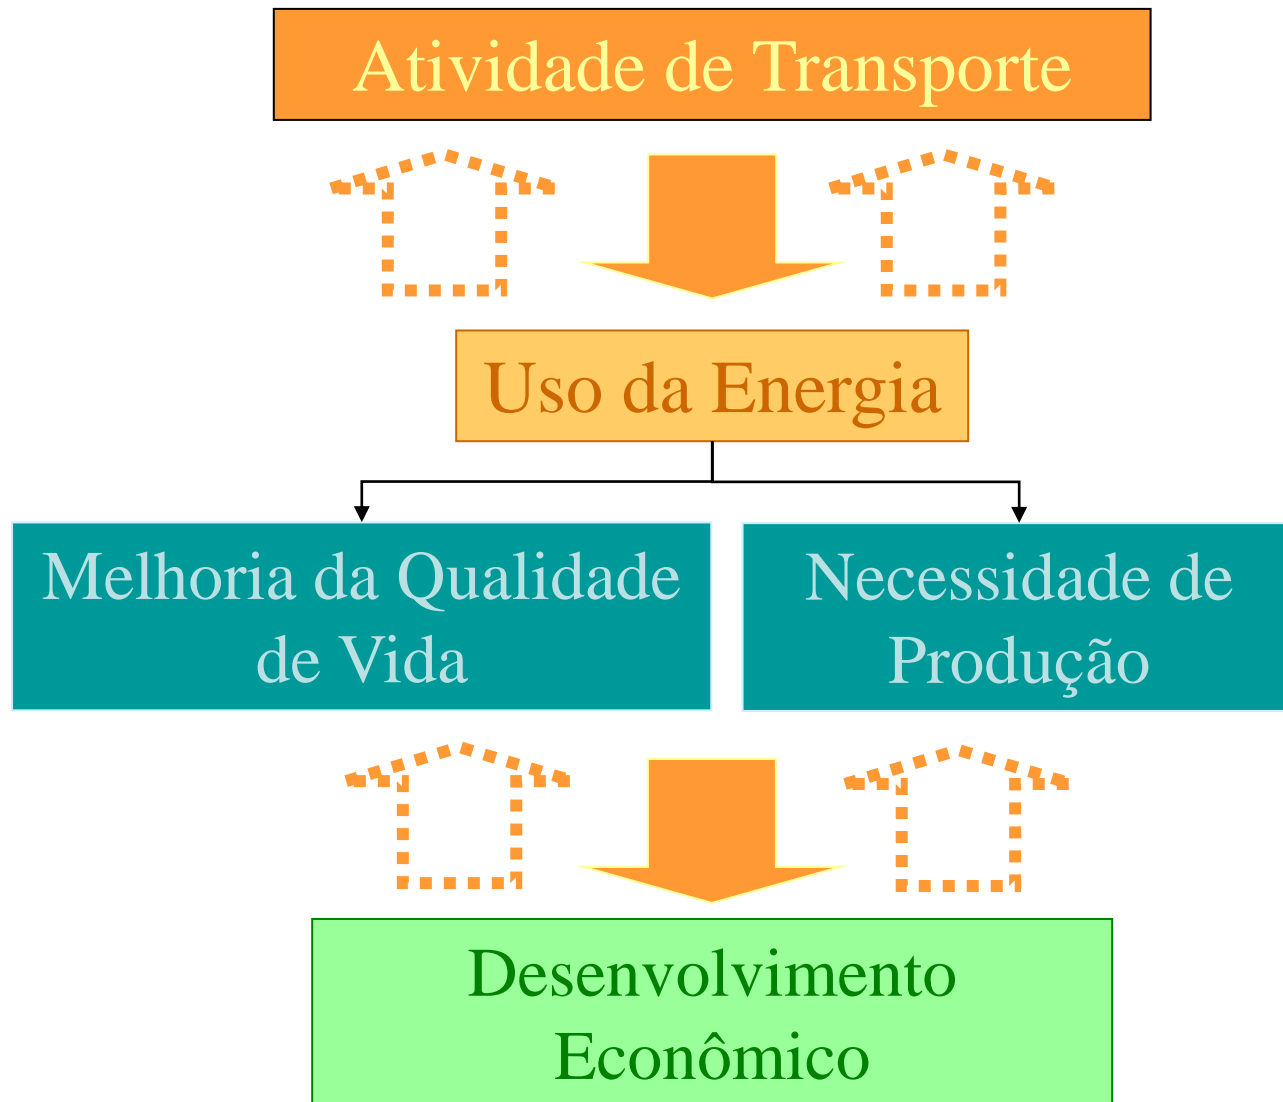 Atividade de Transporte
Uso da Energia
Melhoria da Qualidade
de Vida
Necessidade de
Produção
Desenvolvimento
Econômico